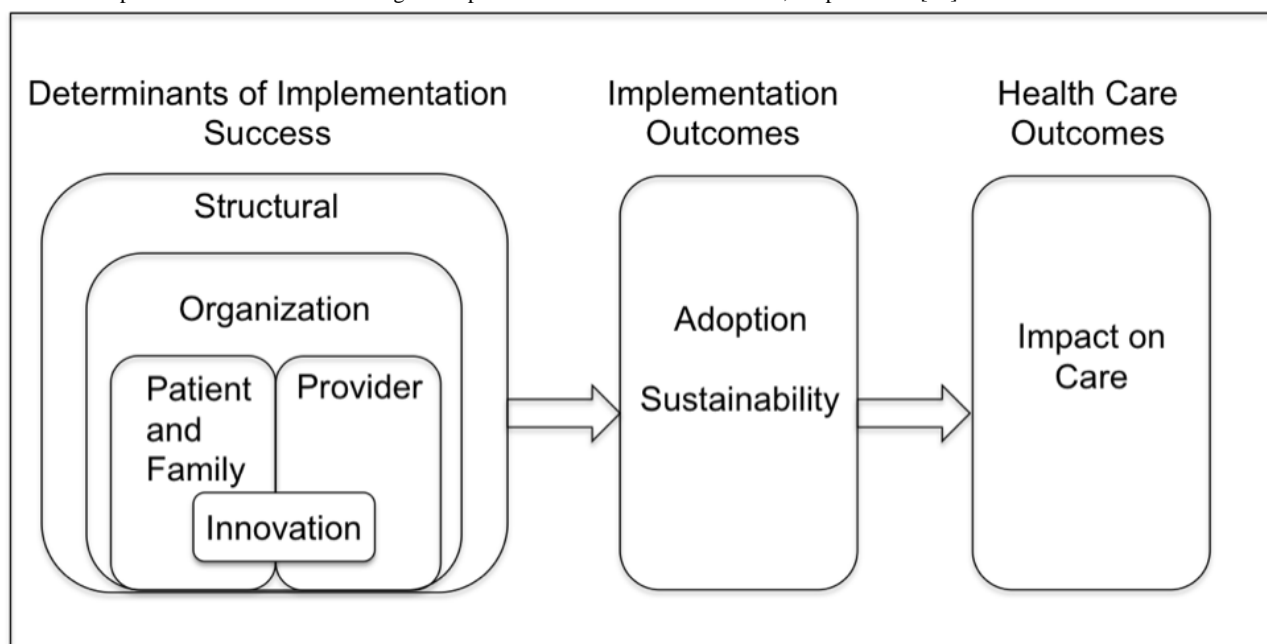 Determinants of Implementation
Success
Implementation
Outcomes
Health Care
Outcomes
Structural
Organization
Patient
and
Family
Provider
Innovation
Adoption
Sustainability
Impact on
Care